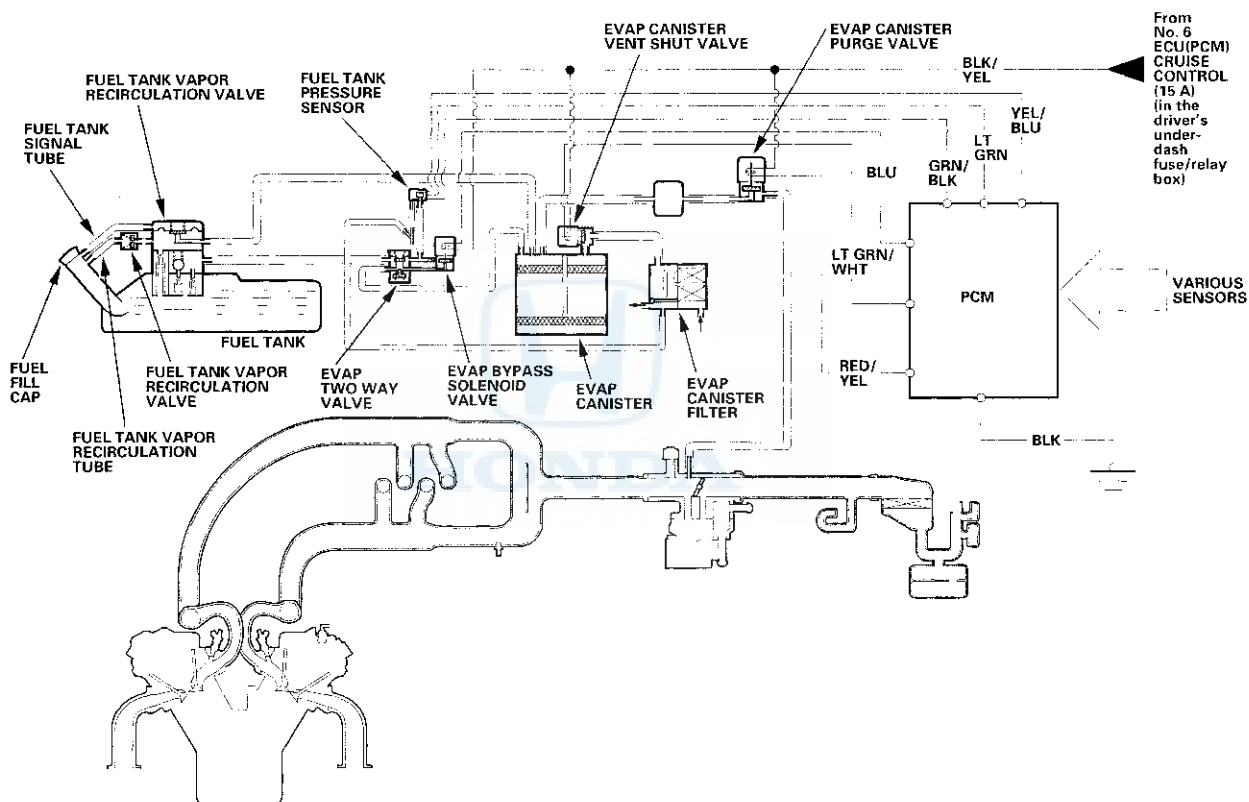 EVAP CANISTER
VENT SHUT VALVE
EVAP CANISTER
PURGE VALVE
From
No. 6
ECU(PCM)
CRUISE
CONTROL
(15 A)
(in the
driver's
under-
dash
fuse/relay
box)
FUEL TANK VAPOR
RECIRCULATION VALVE
FUEL TANK
PRESSURE
SENSOR
BLK/
YEL
FUEL TANK
SIGNAL
TUBE
YEL/
BLU
LT
GRN
GRN/
BLK
BLU
LT GRN/
WHT
PCM
VARIOUS
SENSORS
FUEL TANK
FUEL
FILL
CAP
FUEL TANK VAPOR
RECIRCULATION
VALVE
EVAP
TWO WAY
VALVE
EVAP BYPASS
SOLENOID
VALVE
EVAP
CANISTER
EVAP
CANISTER
FILTER
RED/
YEL
FUEL TANK VAPOR
RECIRCULATION
TUBE
BLK
HONDA